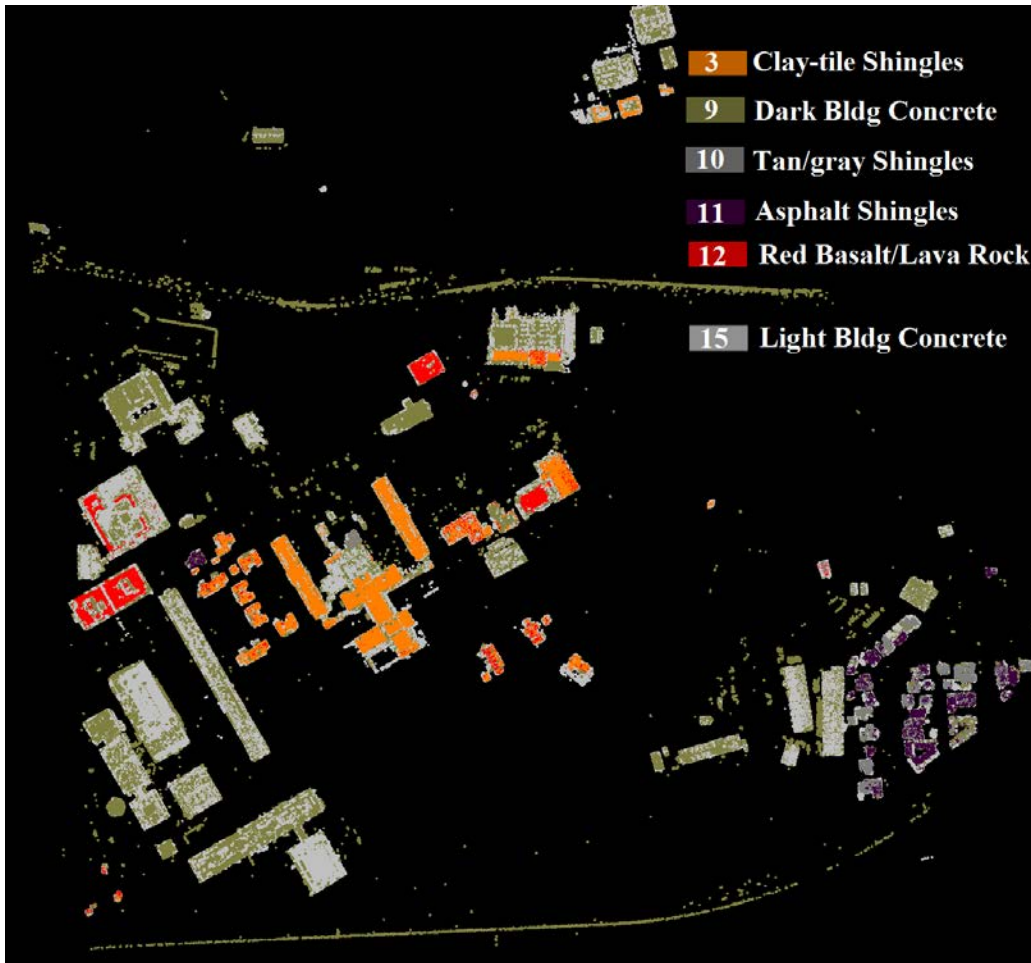 3 Clay-tile Shingles
9 Dark Bldg Concrete
10 Tan/gray Shingles
11 Asphalt Shingles
12 Red Basalt/Lava Rock
15 Light Bldg Concrete